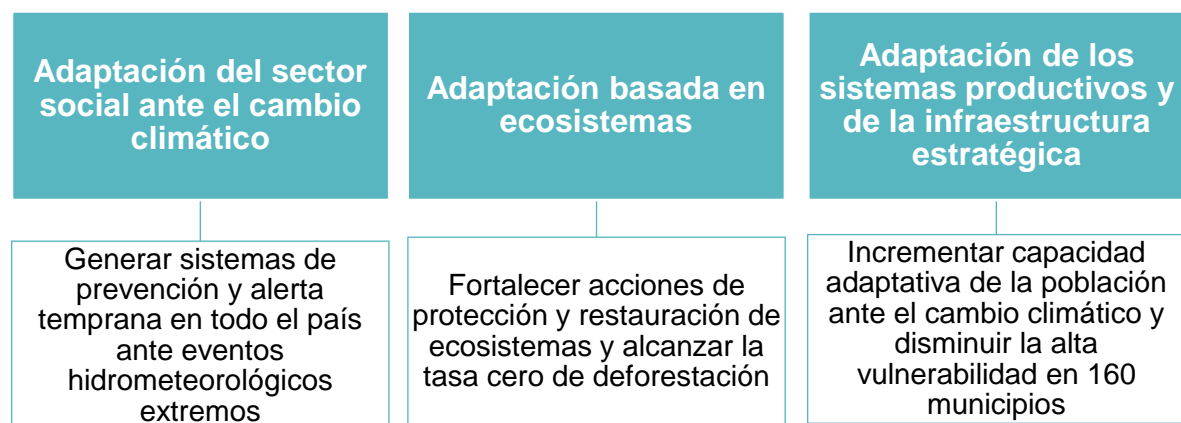 Adaptación del sector
social ante el cambio
climático
Generar sistemas de
prevención y alerta
temprana en todo el país
ante eventos
hidrometeorológicos
extremos
Adaptación basada en
ecosistemas
Fortalecer acciones de
protección y restauración de
ecosistemas y alcanzar la
tasa cero de deforestación
Adaptación de los
sistemas productivos y
de la infraestructura
estratégica
Incrementar capacidad
adaptativa de la población
ante el cambio climático y
disminuir la alta
vulnerabilidad en 160
municipios